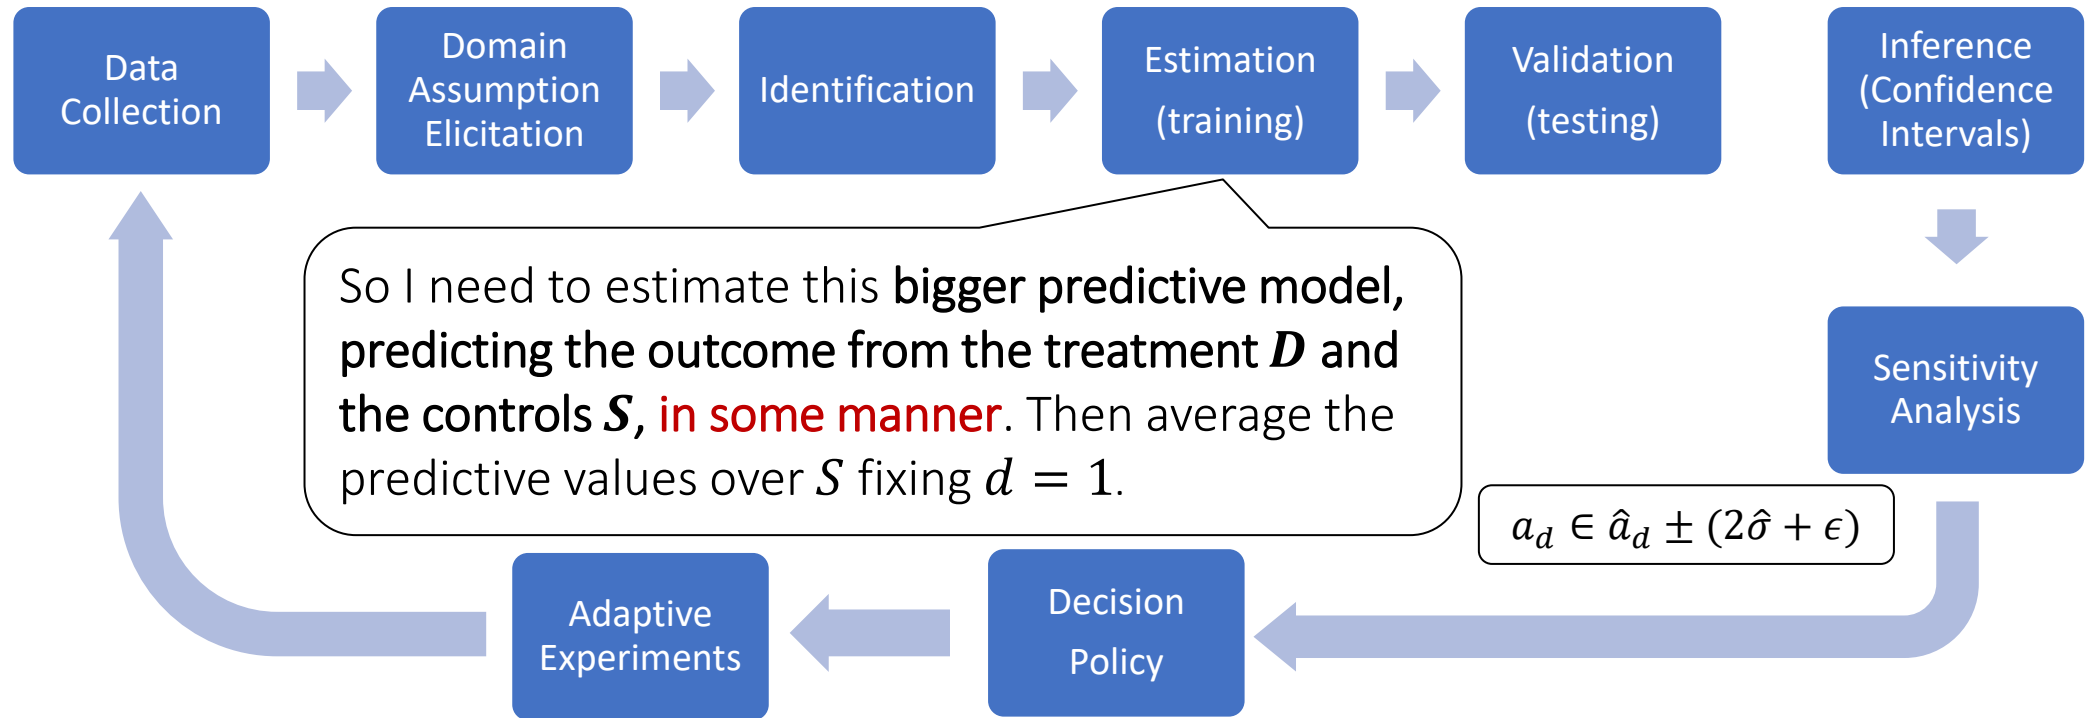 Data
Collection
Domain
Assumption
Elicitation
Identification
Estimation
(training)
Validation
(testing)
Inference
(Confidence
Intervals)
So I need to estimate this bigger predictive model,
predicting the outcome from the treatment D and
the controls S, in some manner. Then average the
predictive values over S fixing d = 1.
Sensitivity
Analysis
a_d ∈ â_d ± (2σ̂ + ϵ)
Decision
Policy
Adaptive
Experiments